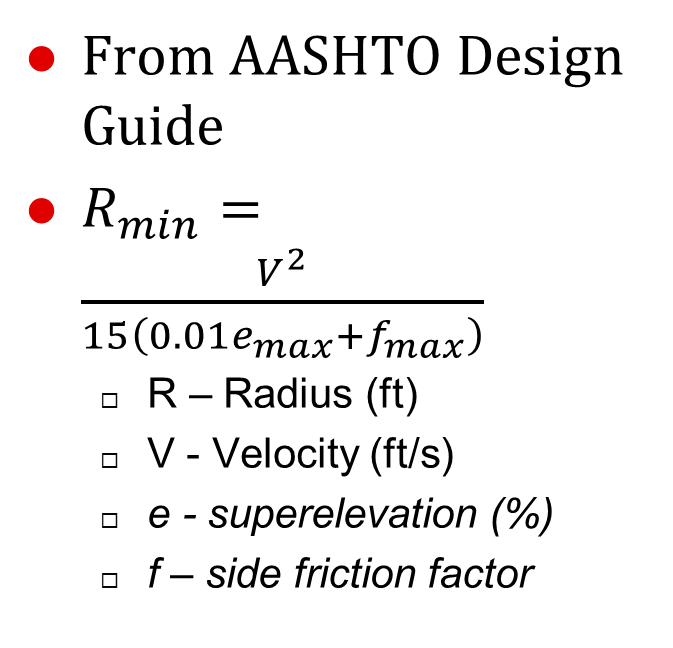 ● From AASHTO Design
Guide
● R_min =
V²
15(0.01e_max+f_max)
□ R – Radius (ft)
□ V - Velocity (ft/s)
□ e - superelevation (%)
□ f – side friction factor